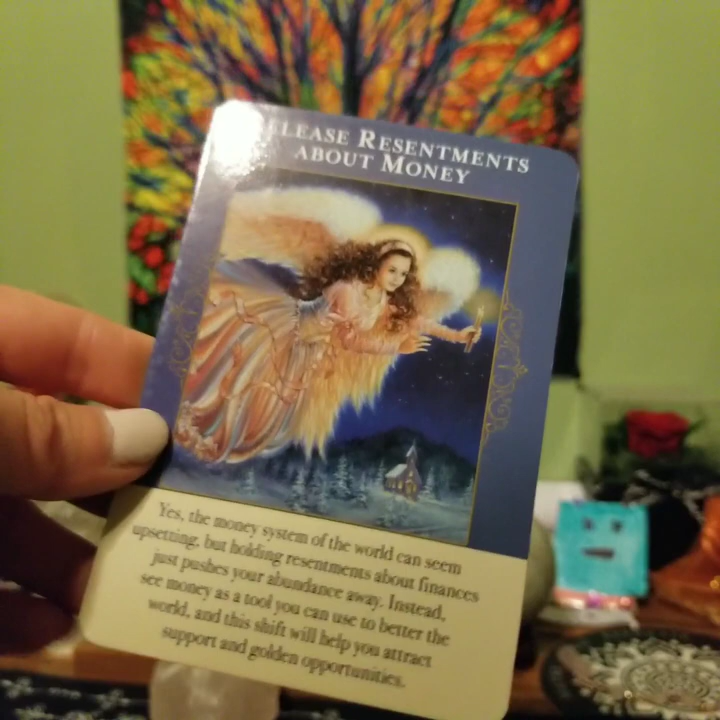 RELEASE RESENTMENTS
ABOUT MONEY
Yes, the money system of the world can seem
upsetting, but holding resentments about finances
just pushes your abundance away. Instead,
see money as a tool you can use to better the
world, and this shift will help you attract
support and golden opportunities.